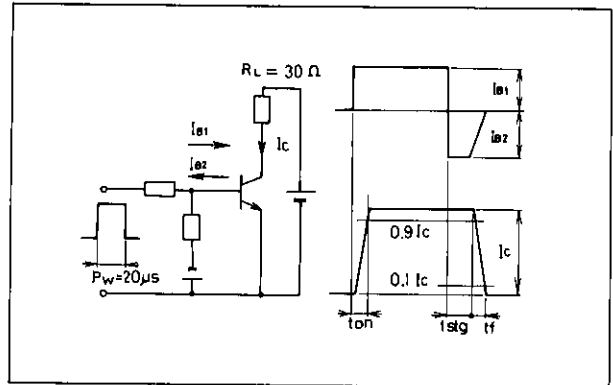 RL = 30 Ω
IB1
IB2
Ic
Pw=20μs
IB1
IB2
0.9 Ic
0.1 Ic
Ic
ton
tstg
tf